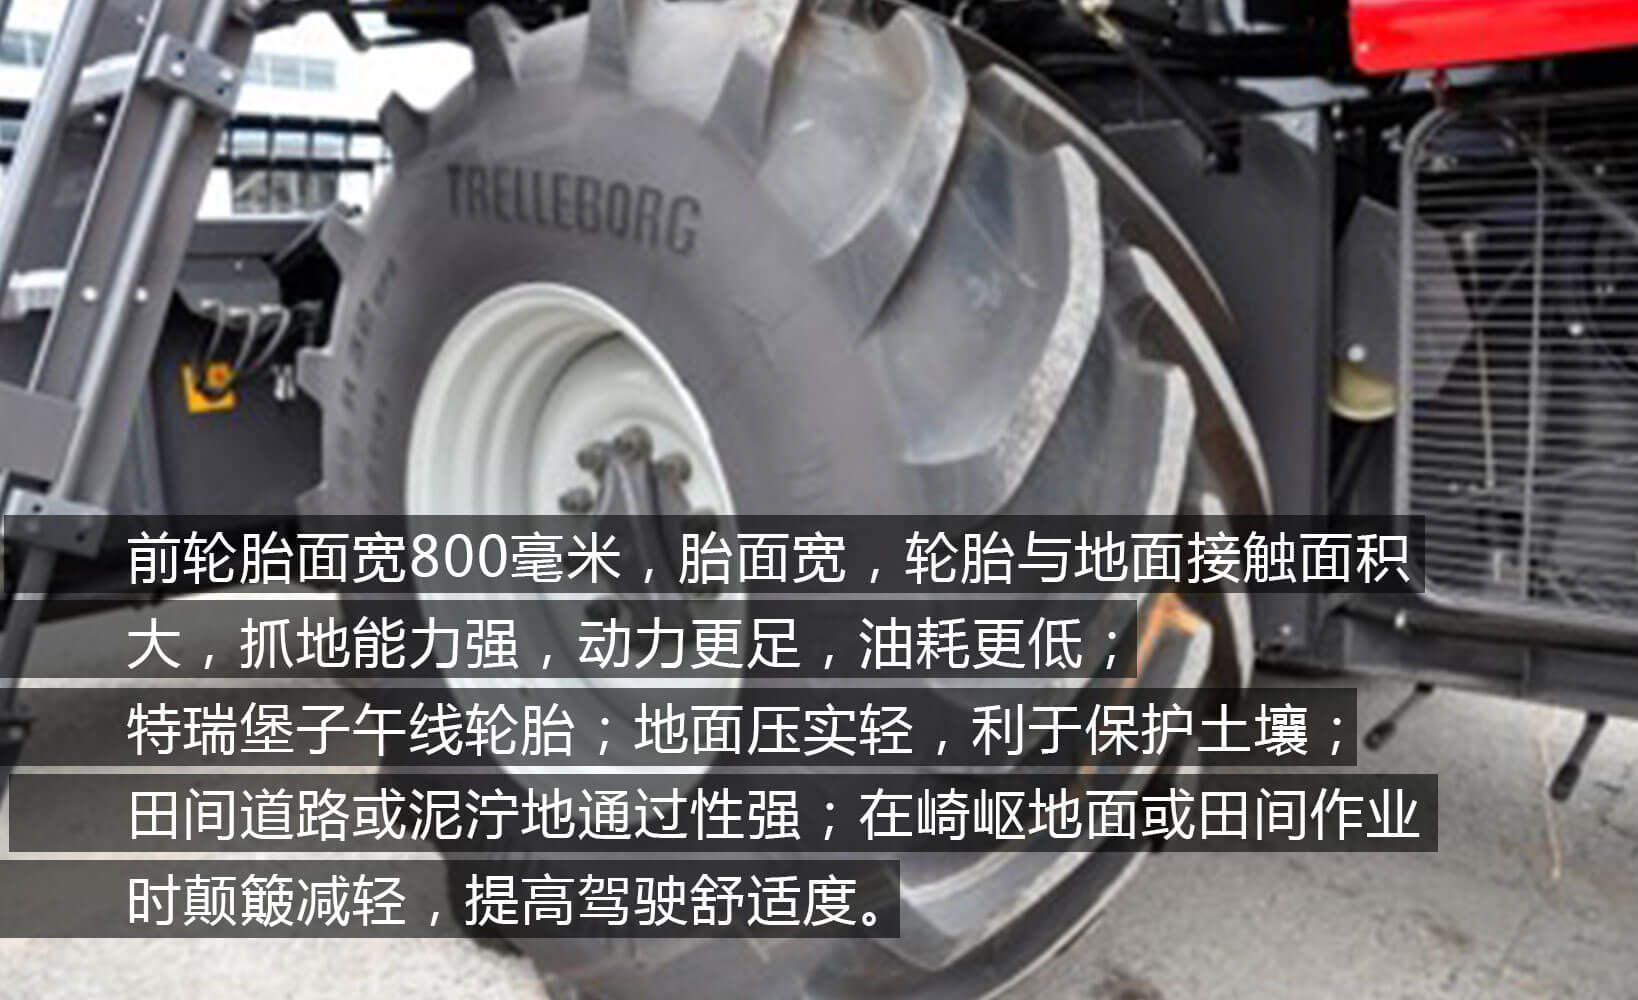 TRELLEBORG
前轮胎面宽800毫米，胎面宽，轮胎与地面接触面积
大，抓地能力强，动力更足，油耗更低；
特瑞堡子午线轮胎；地面压实轻，利于保护土壤；
田间道路或泥泞地通过性强；在崎岖地面或田间作业
时颠簸减轻，提高驾驶舒适度。